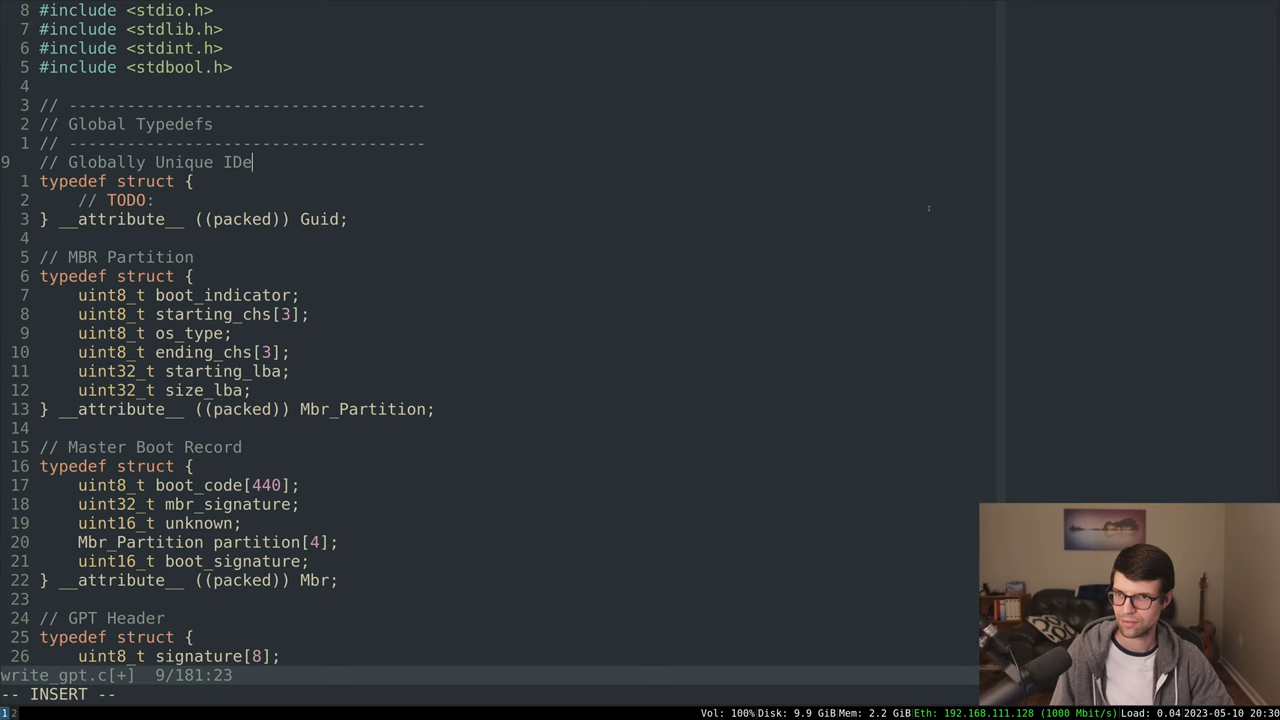 8 #include <stdio.h>
7 #include <stdlib.h>
6 #include <stdint.h>
5 #include <stdbool.h>
4
3 // -------------------------------------
2 // Global Typedefs
1 // -------------------------------------
9 // Globally Unique IDe
1 typedef struct {
2     // TODO:
3 } __attribute__ ((packed)) Guid;
4
5 // MBR Partition
6 typedef struct {
7     uint8_t boot_indicator;
8     uint8_t starting_chs[3];
9     uint8_t os_type;
10     uint8_t ending_chs[3];
11     uint32_t starting_lba;
12     uint32_t size_lba;
13 } __attribute__ ((packed)) Mbr_Partition;
14
15 // Master Boot Record
16 typedef struct {
17     uint8_t boot_code[440];
18     uint32_t mbr_signature;
19     uint16_t unknown;
20     Mbr_Partition partition[4];
21     uint16_t boot_signature;
22 } __attribute__ ((packed)) Mbr;
23
24 // GPT Header
25 typedef struct {
26     uint8_t signature[8];
write_gpt.c[+]  9/181:23
-- INSERT --
1 2 Vol: 100% Disk: 9.9 GiB Mem: 2.2 GiB Eth: 192.168.111.128 (1000 Mbit/s) Load: 0.04 2023-05-10 20:30